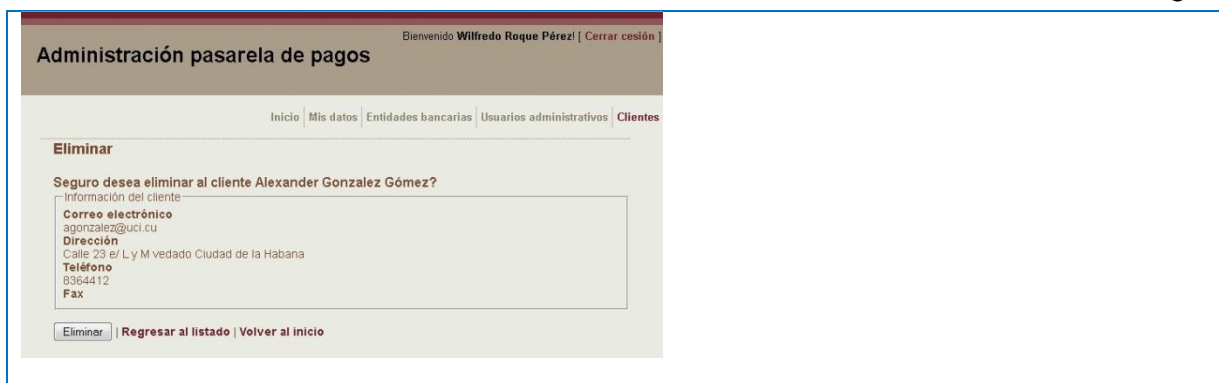 Bienvenido Wilfredo Roque Pérez! [ Cerrar cesión ]
Administración pasarela de pagos
Inicio | Mis datos | Entidades bancarias | Usuarios administrativos | Clientes
Eliminar
Seguro desea eliminar al cliente Alexander Gonzalez Gómez?
Información del cliente
Correo electrónico
agonzalez@uci.cu
Dirección
Calle 23 e/ L y M vedado Ciudad de la Habana
Teléfono
8364412
Fax
Eliminar | Regresar al listado | Volver al inicio